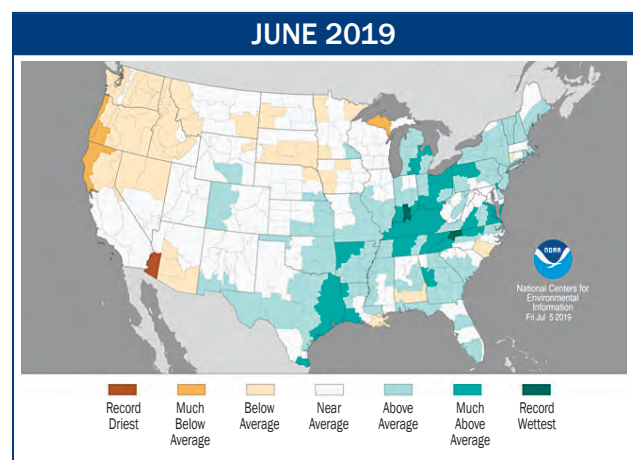 JUNE 2019
NOAA
National Centers for
Environmental
Information
Fri Jul 5 2019
Record
Driest
Much
Below
Average
Below
Average
Near
Average
Above
Average
Much
Above
Average
Record
Wettest